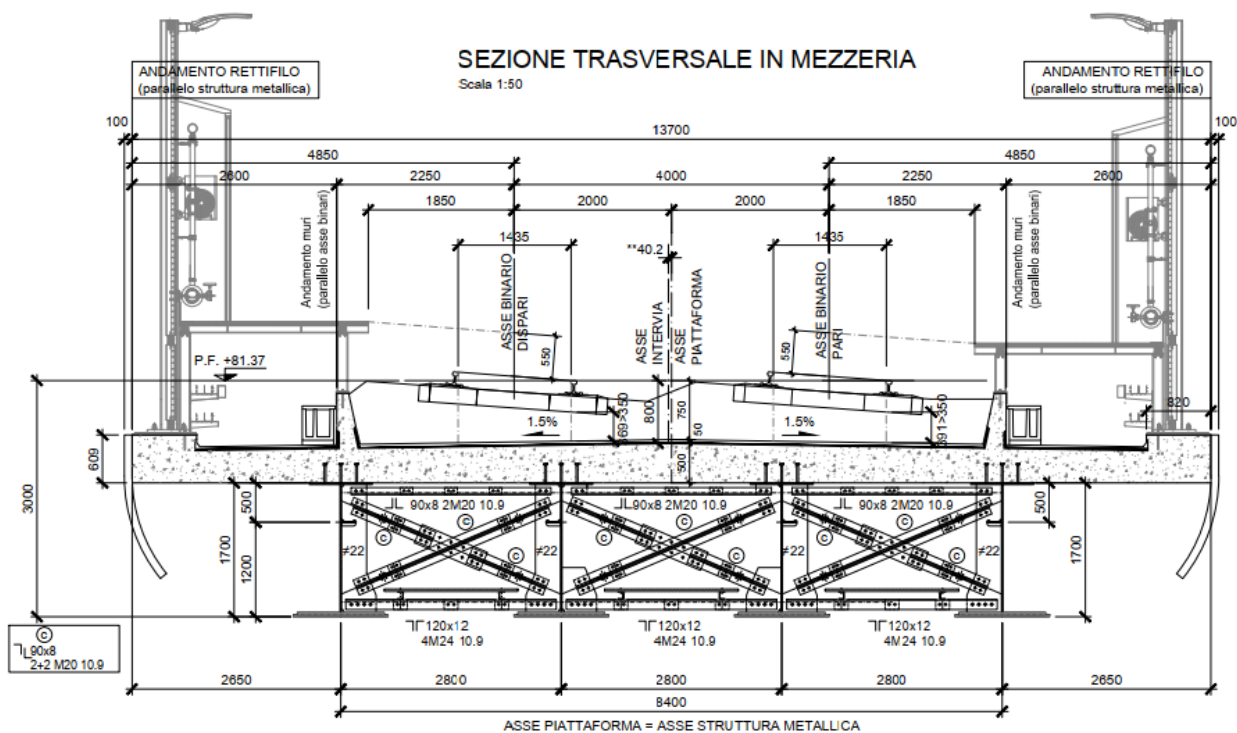 SEZIONE TRASVERSALE IN MEZZERIA
Scala 1:50
ANDAMENTO RETTIFILO
(parallelo struttura metallica)
ANDAMENTO RETTIFILO
(parallelo struttura metallica)
100
13700
100
4850
4850
2600
2250
4000
2250
2600
1850
2000
2000
1850
1435
**40.2
1435
Andamento muri
(parallelo asse binari)
ASSE BINARIO
DISPARI
ASSE
INTERVIA
ASSE
PIATTAFORMA
ASSE BINARIO
PARI
Andamento muri
(parallelo asse binari)
P.F. +81.37
550
550
820
1.5%
369>350
800
750
50
500
1.5%
391>350
609
3000
500
1700
1200
90x8 2M20 10.9
90x8 2M20 10.9
90x8 2M20 10.9
C
C
C
C
C
C
≠22
≠22
≠22
500
1700
120x12
4M24 10.9
120x12
4M24 10.9
120x12
4M24 10.9
C
90x8
2+2 M20 10.9
2650
2800
2800
2800
2650
8400
ASSE PIATTAFORMA = ASSE STRUTTURA METALLICA